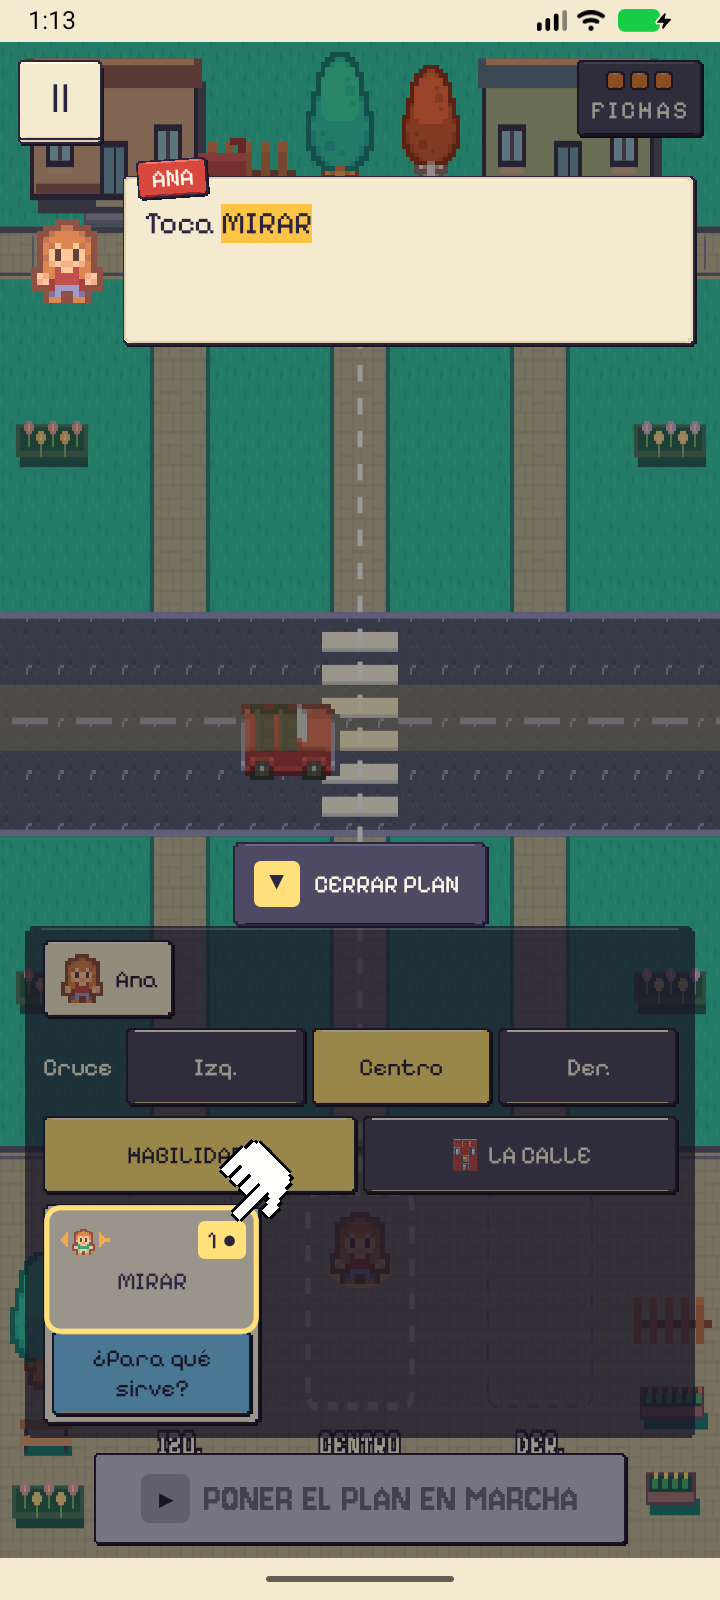 1:13
FICHAS
ANA
Toca MIRAR
CERRAR PLAN
Ana
Cruce
Izq.
Centro
Der.
LA CALLE
1
MIRAR
¿Para qué
sirve?
IZQ.
CENTRO
DER.
PONER EL PLAN EN MARCHA